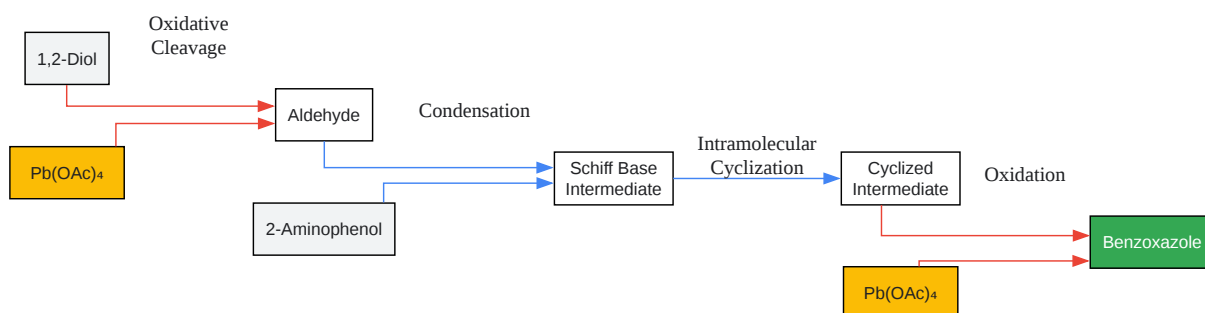 Oxidative
Cleavage
1,2-Diol
Pb(OAc)₄
Aldehyde
Condensation
2-Aminophenol
Schiff Base
Intermediate
Intramolecular
Cyclization
Cyclized
Intermediate
Oxidation
Pb(OAc)₄
Benzoxazole